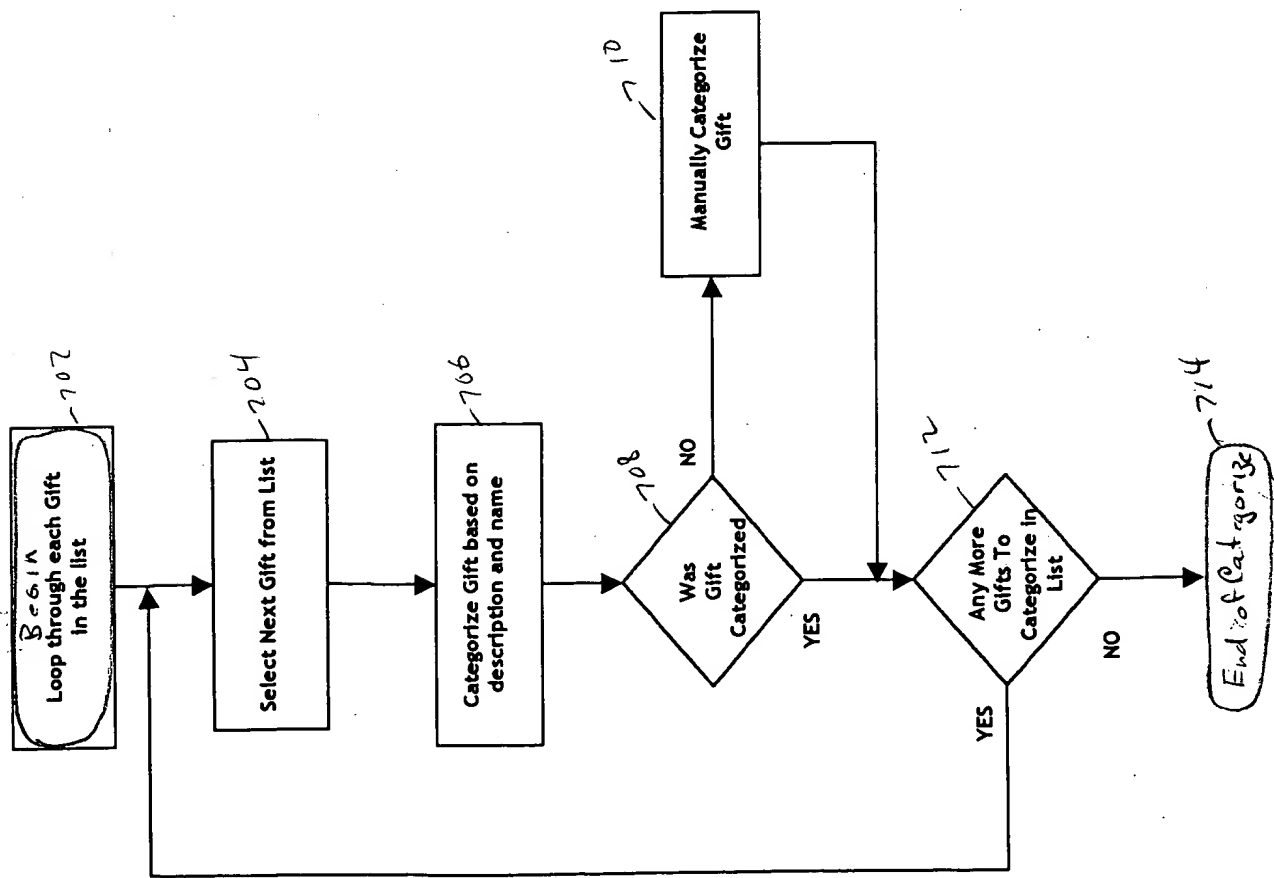 Begin
Loop through each Gift
in the list
702
Select Next Gift from List
704
Categorize Gift based on
description and name
706
Was
Gift
Categorized
708
NO
YES
Manually Categorize
Gift
710
Any More
Gifts To
Categorize in
List
712
YES
NO
End of Categorize
714